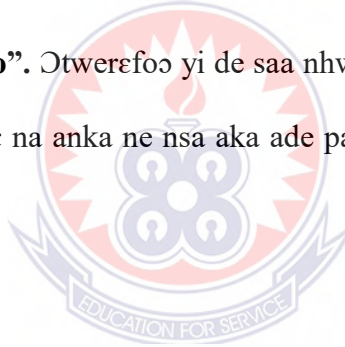 ɔ”. Ɔtwerɛfoɔ yi de saa nhw
na anka ne nsa aka ade pa
EDUCATION FOR SERVICE